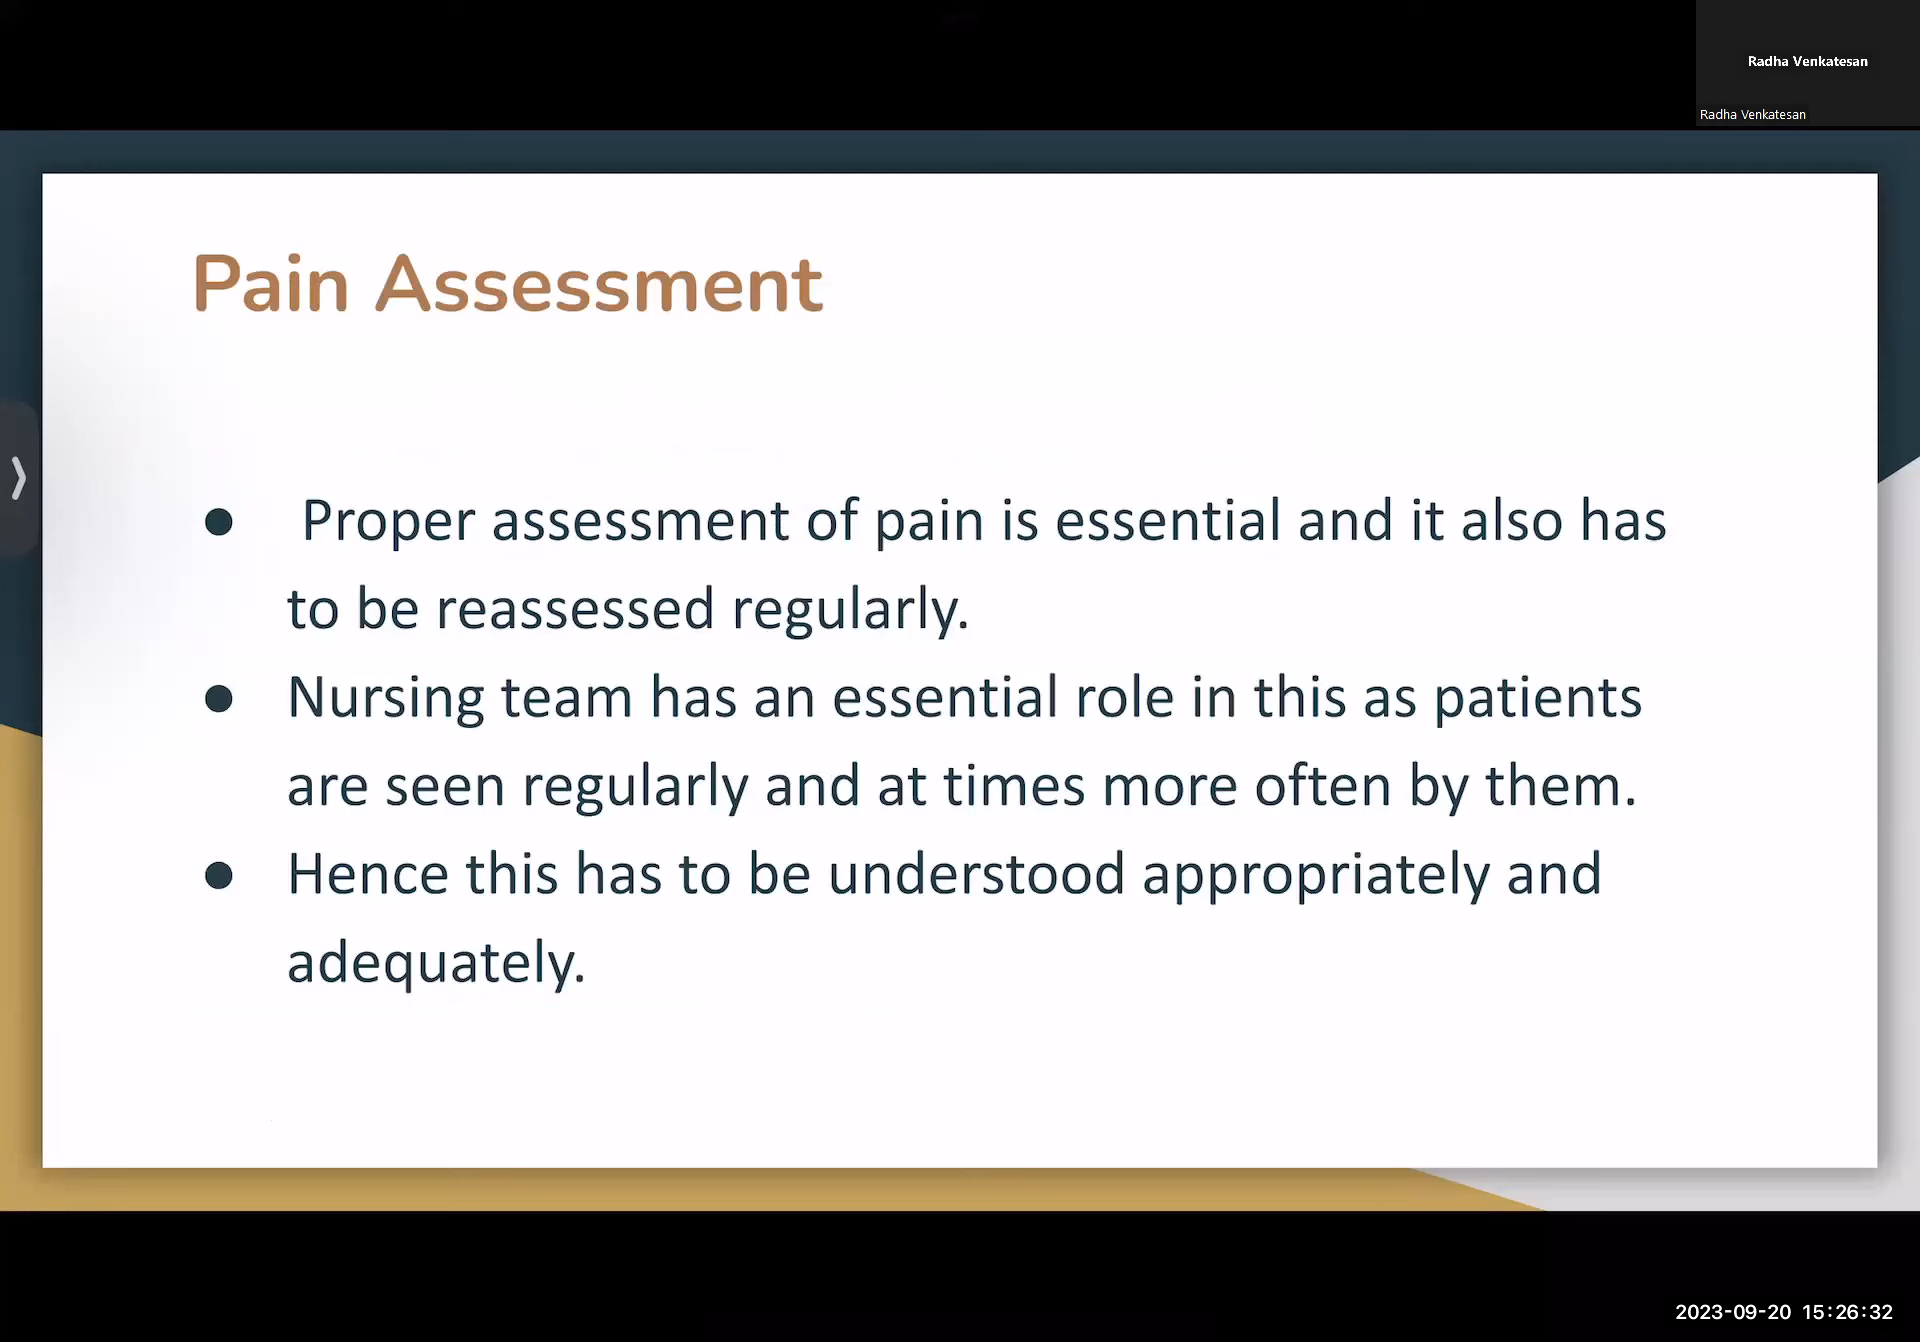 Radha Venkatesan
Radha Venkatesan
Pain Assessment
● Proper assessment of pain is essential and it also has
to be reassessed regularly.
● Nursing team has an essential role in this as patients
are seen regularly and at times more often by them.
● Hence this has to be understood appropriately and
adequately.
2023-09-20 15:26:32